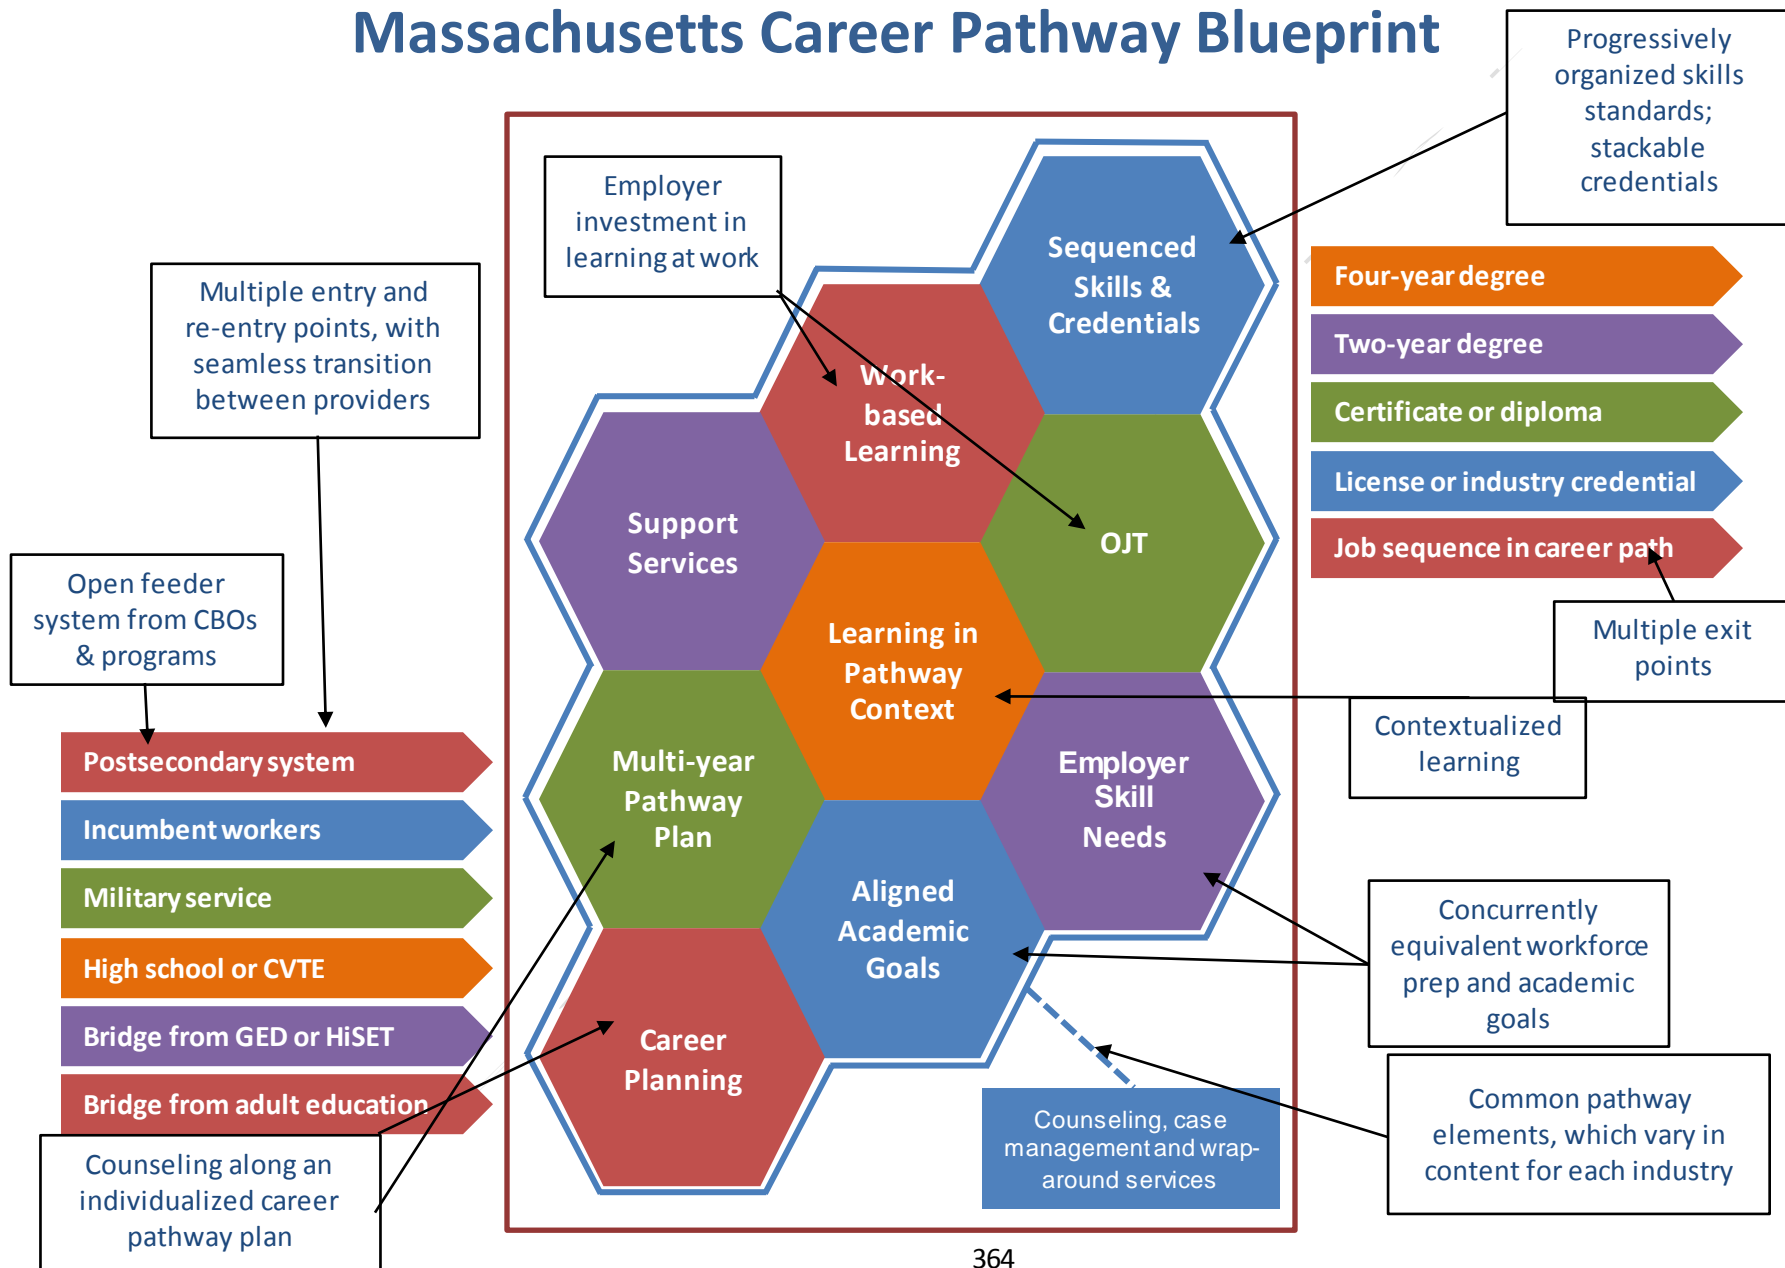 Massachusetts Career Pathway Blueprint
Progressively
organized skills
standards;
stackable
credentials
Employer
investment in
learning at work
Sequenced
Skills &
Credentials
Multiple entry and
re-entry points, with
seamless transition
between providers
Four-year degree
Two-year degree
Certificate or diploma
License or industry credential
Job sequence in career path
Work-
based
Learning
Support
Services
OJT
Open feeder
system from CBOs
& programs
Multiple exit
points
Learning in
Pathway
Context
Contextualized
learning
Postsecondary system
Incumbent workers
Military service
High school or CVTE
Bridge from GED or HiSET
Bridge from adult education
Multi-year
Pathway
Plan
Employer
Skill
Needs
Aligned
Academic
Goals
Concurrently
equivalent workforce
prep and academic
goals
Career
Planning
Counseling, case
management and wrap-
around services
Common pathway
elements, which vary in
content for each industry
Counseling along an
individualized career
pathway plan
364